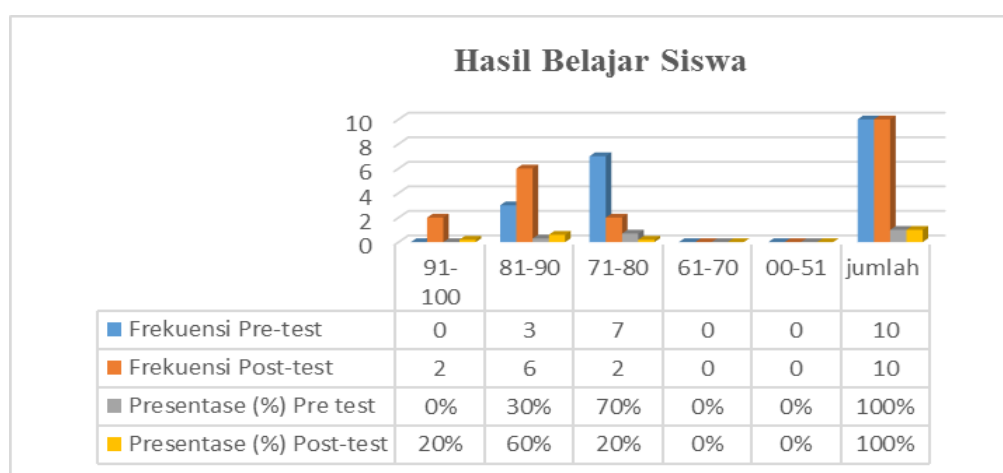 Hasil Belajar Siswa
10
8
6
4
2
0
91-100 81-90 71-80 61-70 00-51 jumlah
Frekuensi Pre-test 0 3 7 0 0 10
Frekuensi Post-test 2 6 2 0 0 10
Presentase (%) Pre test 0% 30% 70% 0% 0% 100%
Presentase (%) Post-test 20% 60% 20% 0% 0% 100%